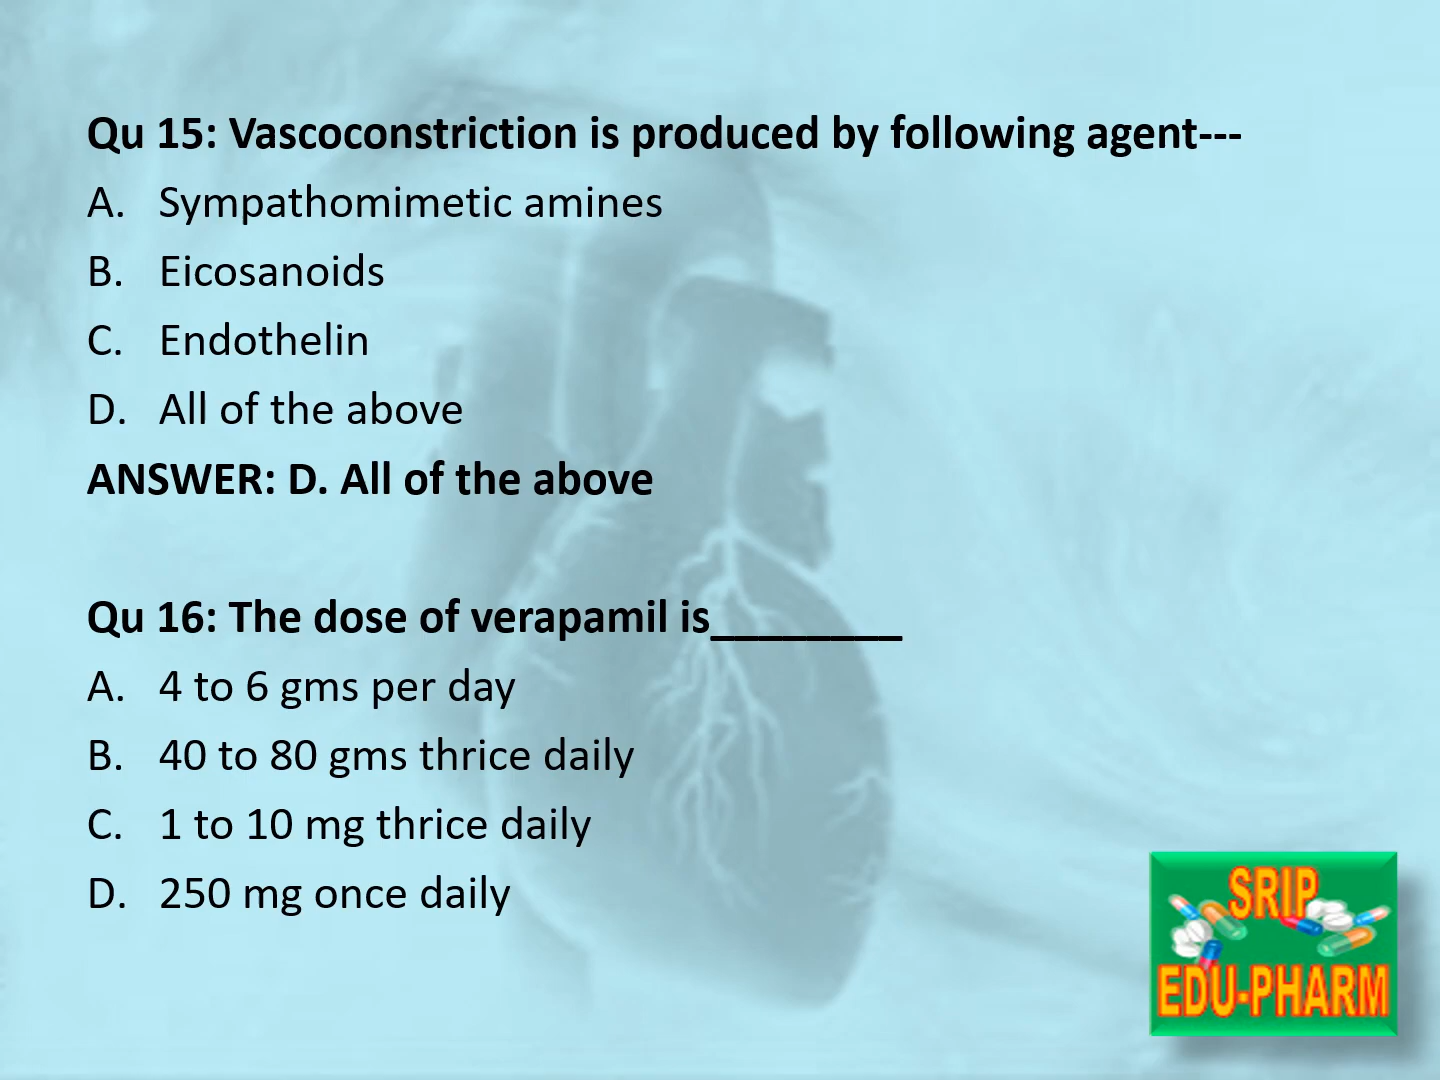 Qu 15: Vascoconstriction is produced by following agent---
A. Sympathomimetic amines
B. Eicosanoids
C. Endothelin
D. All of the above
ANSWER: D. All of the above
Qu 16: The dose of verapamil is________
A. 4 to 6 gms per day
B. 40 to 80 gms thrice daily
C. 1 to 10 mg thrice daily
D. 250 mg once daily
SRIP
EDU-PHARM